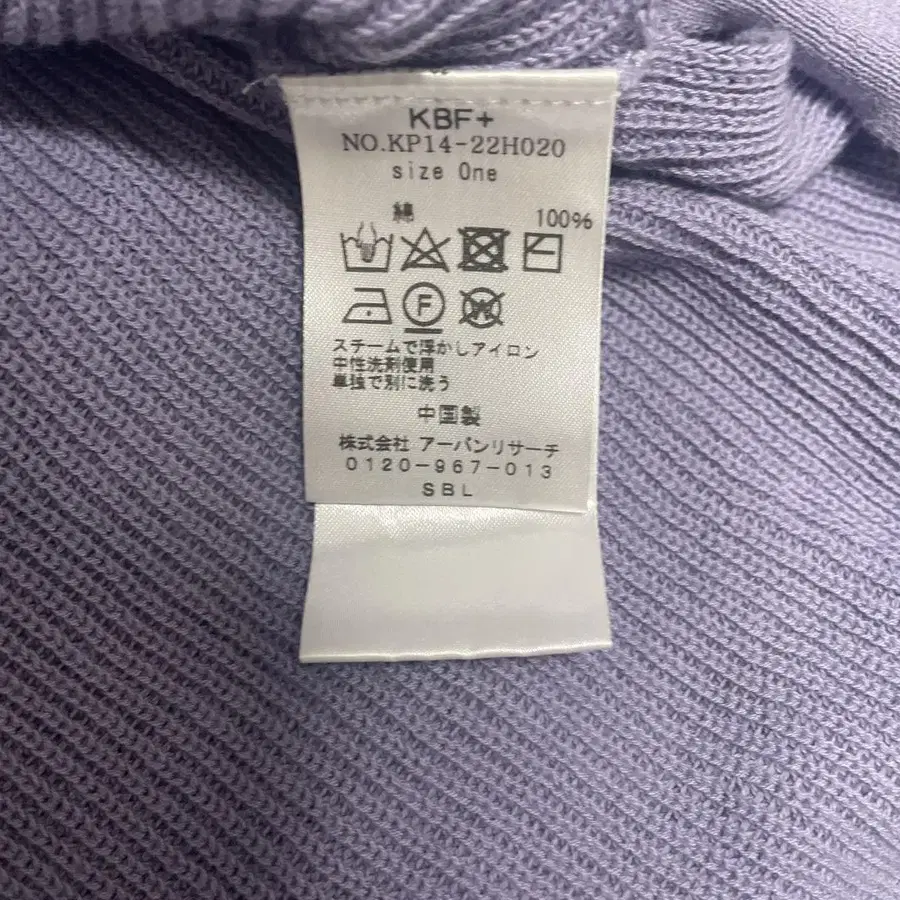 KBF+
NO.KP14-22H020
size One
綿 100%
F
W
スチームで浮かしアイロン
中性洗剤使用
単独で別に洗う
中国製
株式会社 アーバンリサーチ
0120-967-013
SBL